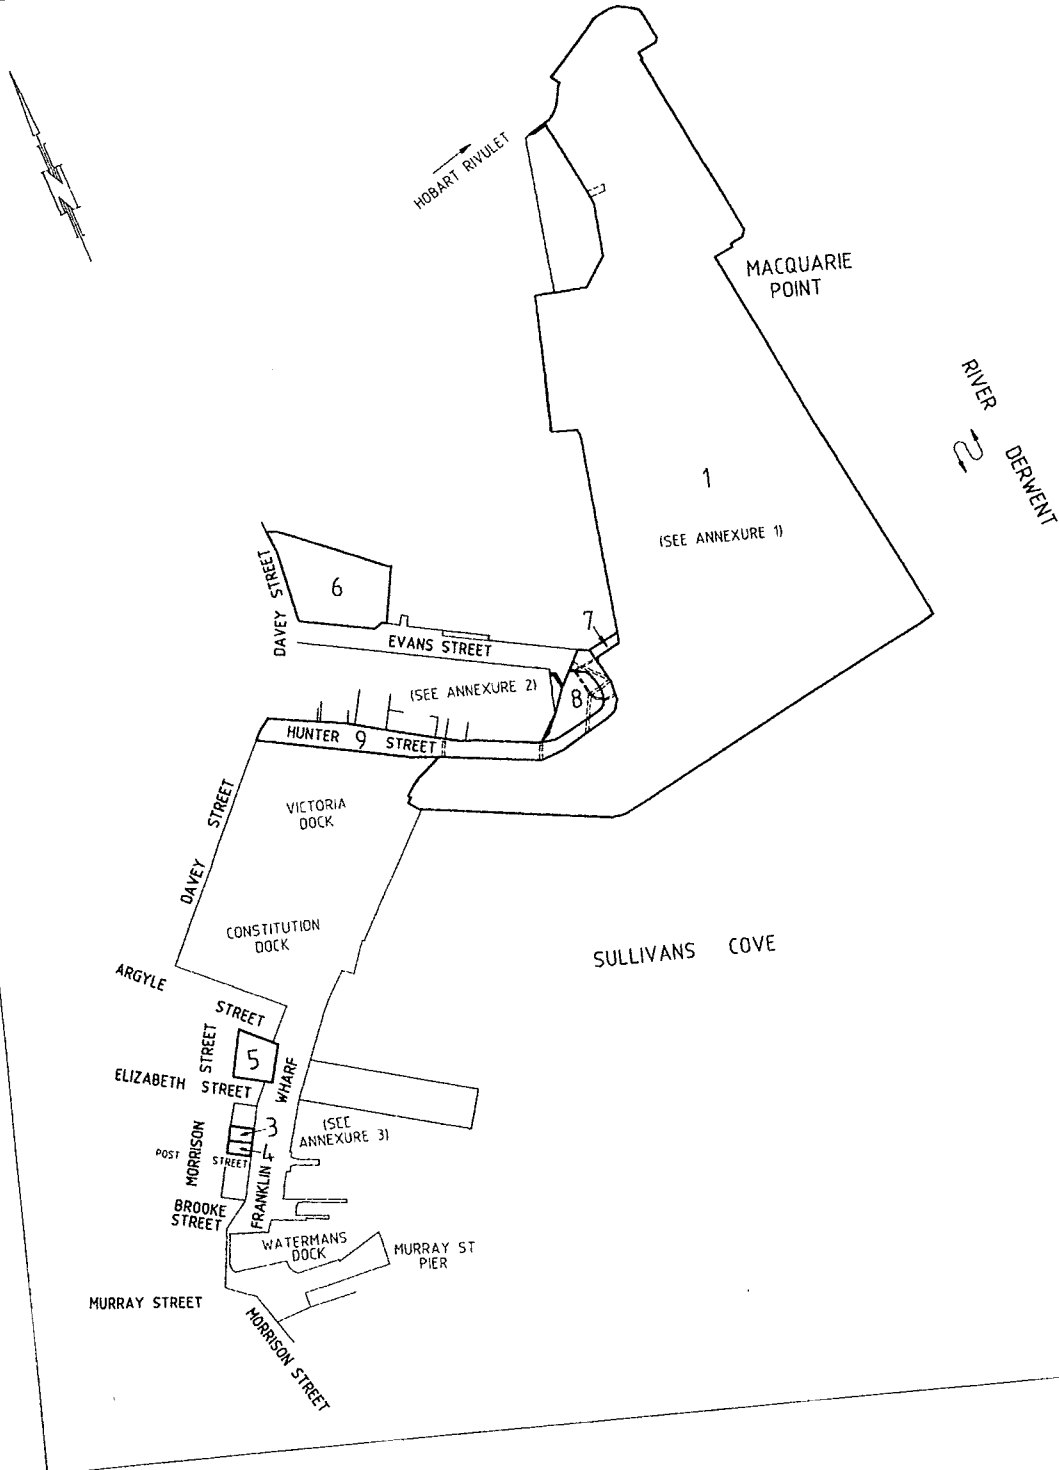 N
HOBART RIVULET
MACQUARIE
POINT
RIVER
DERWENT
1
(SEE ANNEXURE 1)
DAVEY STREET
6
7
EVANS STREET
(SEE ANNEXURE 2)
8
HUNTER 9 STREET
DAVEY STREET
VICTORIA
DOCK
CONSTITUTION
DOCK
SULLIVANS COVE
ARGYLE
STREET
STREET
5
ELIZABETH STREET
WHARF
3
(SEE
ANNEXURE 3)
4
MORRISON
POST
STREET
FRANKLIN
BROOKE
STREET
WATERMANS
DOCK
MURRAY ST
PIER
MURRAY STREET
MORRISON STREET